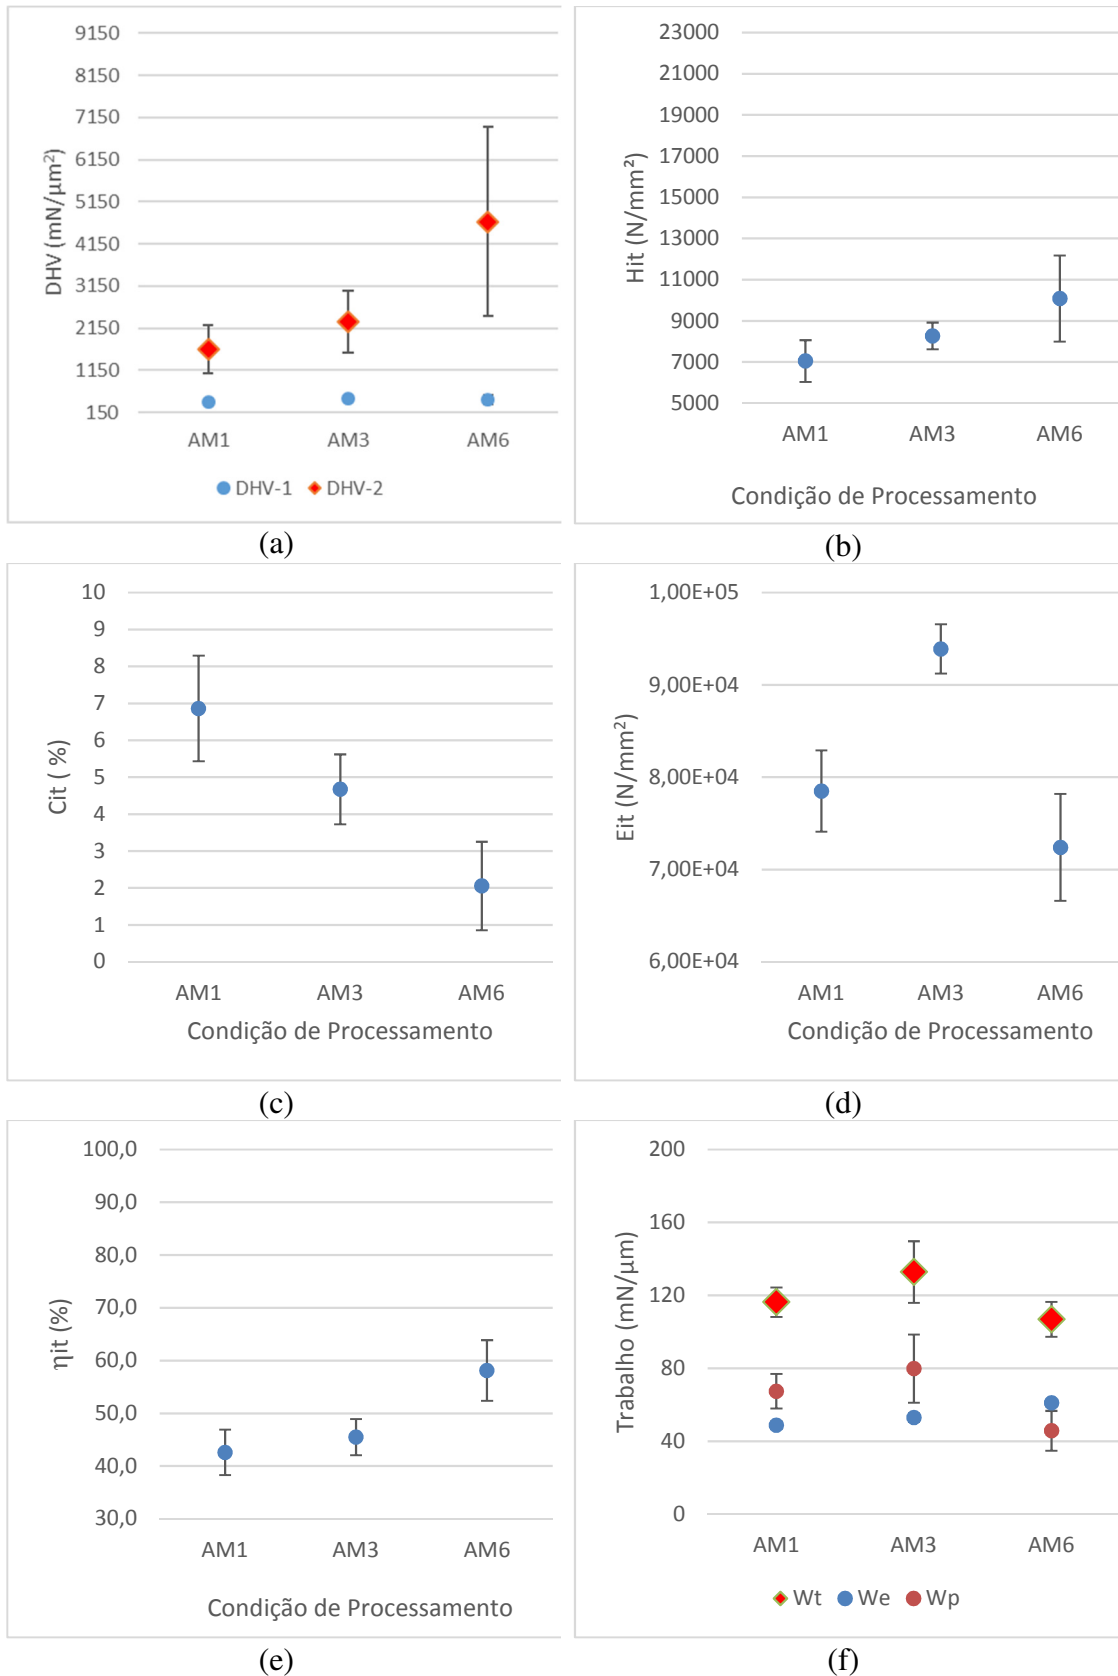 9150
8150
7150
6150
5150
4150
3150
2150
1150
150
DHV (mN/µm²)
AM1 AM3 AM6
DHV-1 DHV-2
(a)
23000
21000
19000
17000
15000
13000
11000
9000
7000
5000
Hit (N/mm²)
AM1 AM3 AM6
Condição de Processamento
(b)
10
9
8
7
6
5
4
3
2
1
0
Cit ( %)
AM1 AM3 AM6
Condição de Processamento
(c)
1,00E+05
9,00E+04
8,00E+04
7,00E+04
6,00E+04
Eit (N/mm²)
AM1 AM3 AM6
Condição de Processamento
(d)
100,0
90,0
80,0
70,0
60,0
50,0
40,0
30,0
ηit (%)
AM1 AM3 AM6
Condição de Processamento
(e)
200
160
120
80
40
0
Trabalho (mN/µm)
AM1 AM3 AM6
Wt We Wp
(f)